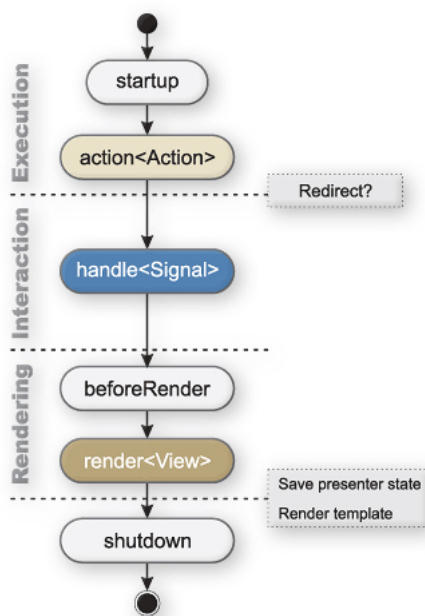 startup
action<Action>
Execution
Redirect?
handle<Signal>
Interaction
beforeRender
render<View>
Rendering
Save presenter state
Render template
shutdown